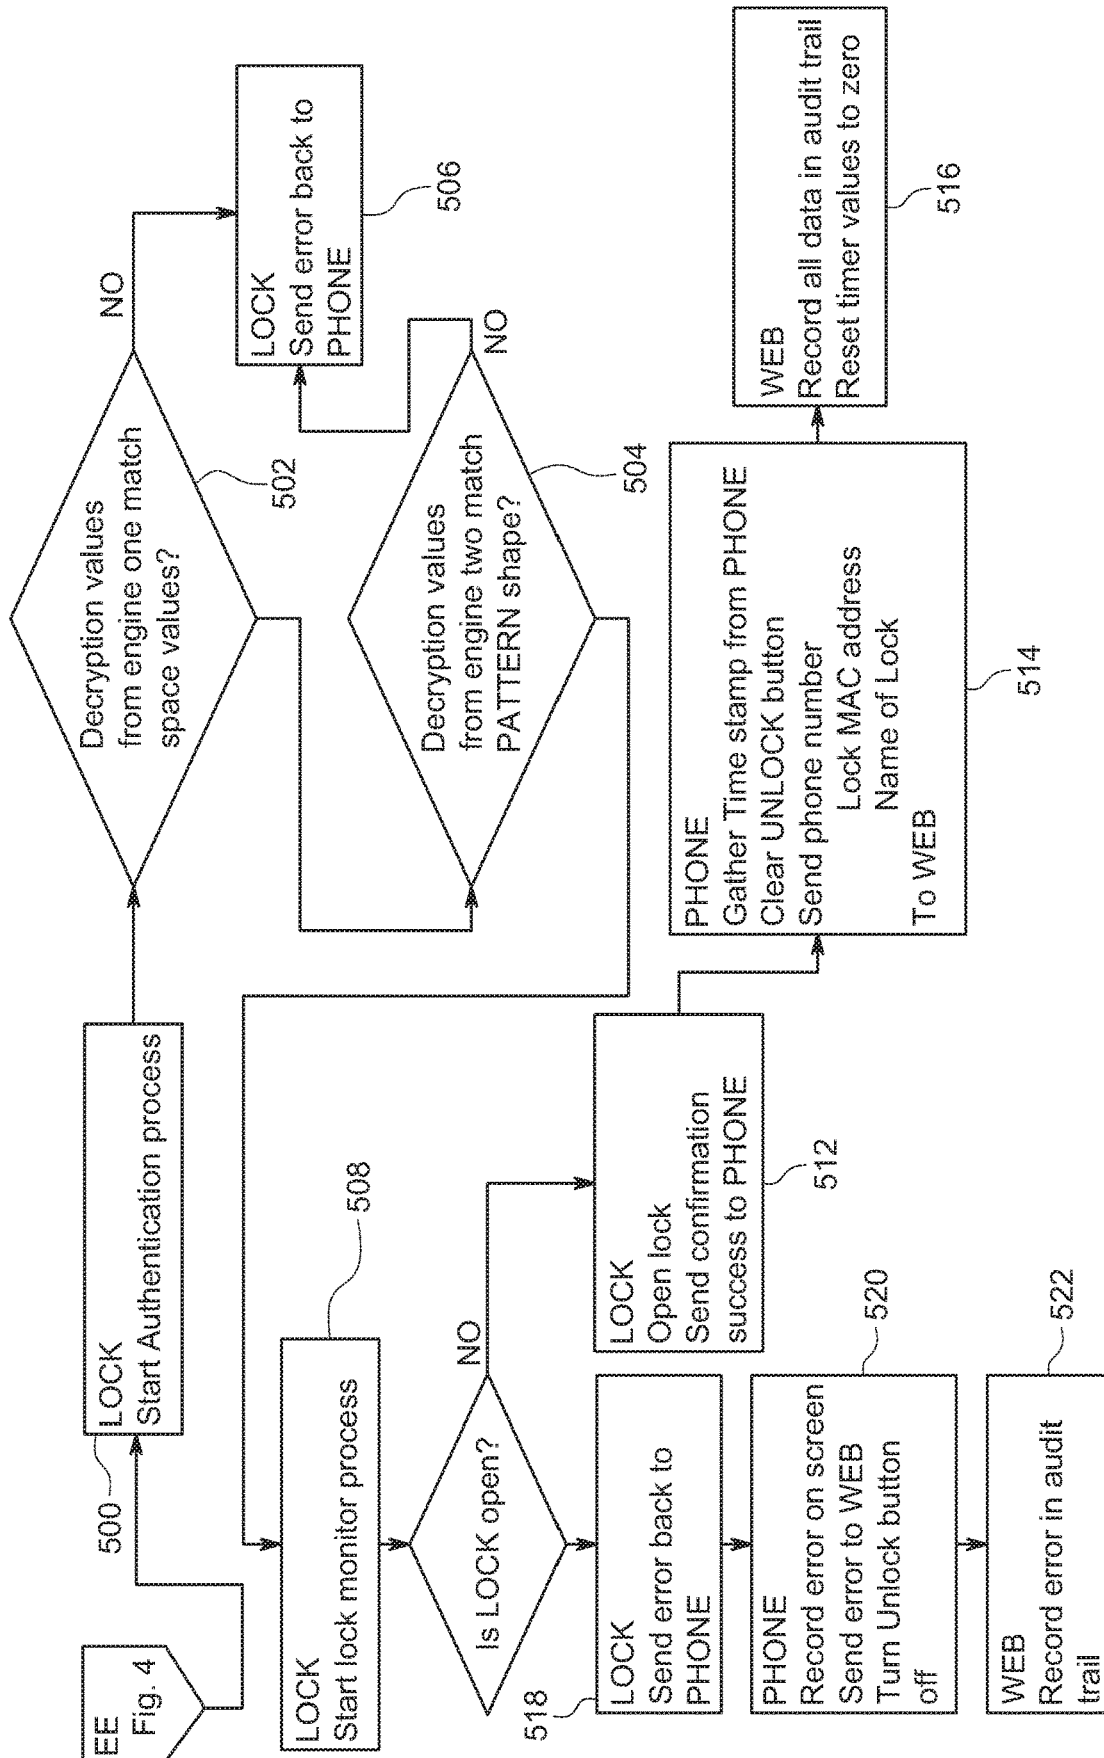 EE
Fig. 4
500
LOCK
Start Authentication process
Decryption values
from engine one match
space values?
502
NO
LOCK
Send error back to
PHONE
506
Decryption values
from engine two match
PATTERN shape?
504
NO
LOCK
Start lock monitor process
508
Is LOCK open?
NO
LOCK
Open lock
Send confirmation
success to PHONE
512
PHONE
Gather Time stamp from PHONE
Clear UNLOCK button
Send phone number
Lock MAC address
Name of Lock
To WEB
514
WEB
Record all data in audit trail
Reset timer values to zero
516
518
LOCK
Send error back to
PHONE
PHONE
Record error on screen
Send error to WEB
Turn Unlock button
off
520
WEB
Record error in audit
trail
522